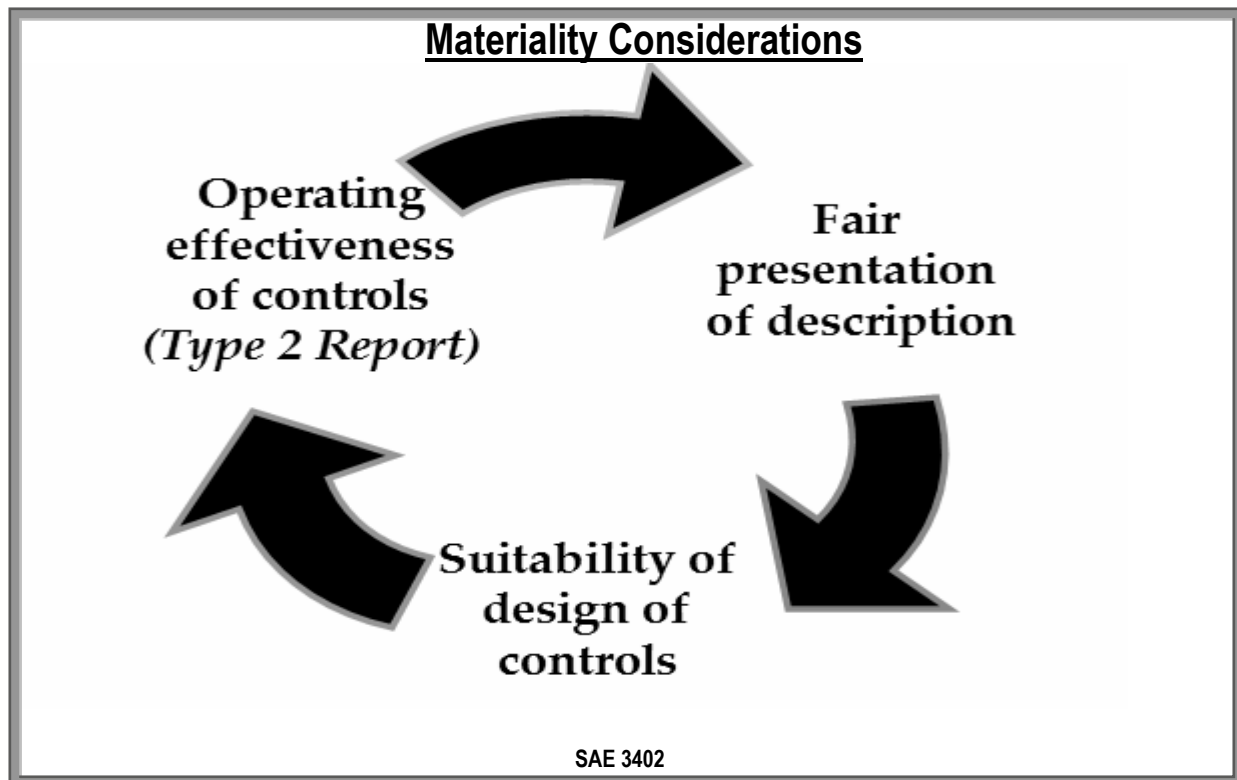 Materiality Considerations
Operating
effectiveness
of controls
(Type 2 Report)
Fair
presentation
of description
Suitability of
design of
controls
SAE 3402